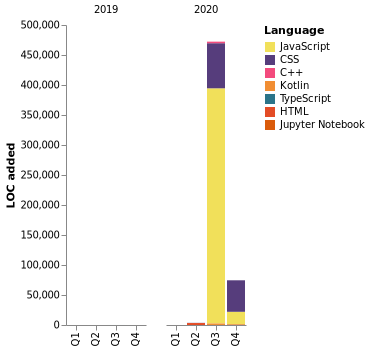 2019
2020
500,000
450,000
400,000
350,000
300,000
250,000
200,000
150,000
100,000
50,000
0
LOC added
Q1 Q2 Q3 Q4
Q1 Q2 Q3 Q4
Language
JavaScript
CSS
C++
Kotlin
TypeScript
HTML
Jupyter Notebook